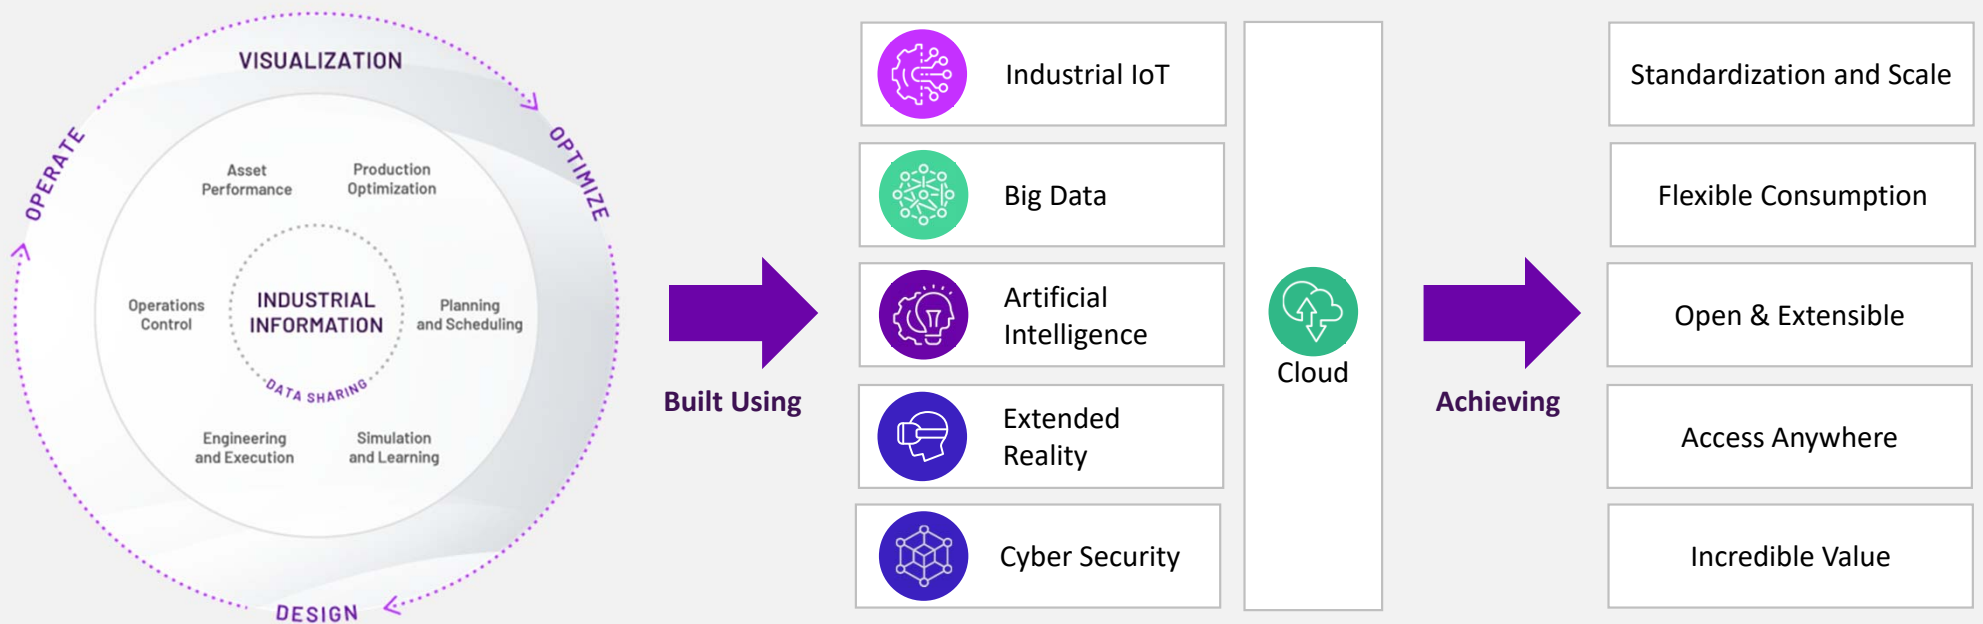 VISUALIZATION
OPERATE
OPTIMIZE
Asset
Performance
Production
Optimization
Operations
Control
INDUSTRIAL
INFORMATION
Planning
and Scheduling
DATA SHARING
Engineering
and Execution
Simulation
and Learning
DESIGN
Built Using
Industrial IoT
Big Data
Artificial
Intelligence
Extended
Reality
Cyber Security
Cloud
Achieving
Standardization and Scale
Flexible Consumption
Open & Extensible
Access Anywhere
Incredible Value